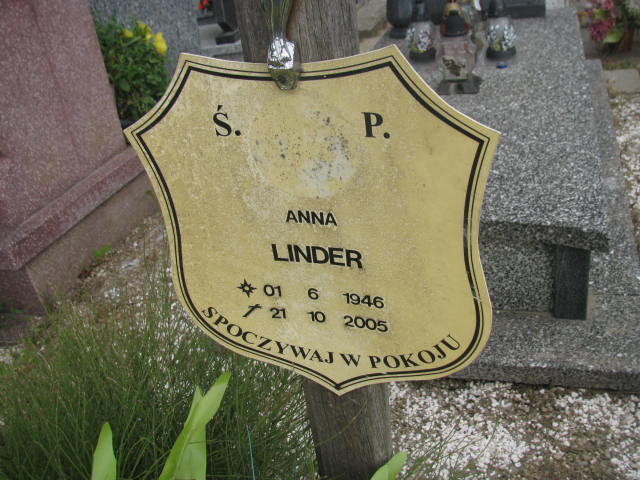 Ś. P.
ANNA
LINDER
01 6 1946
21 10 2005
SPOCZYWAJ W POKOJU